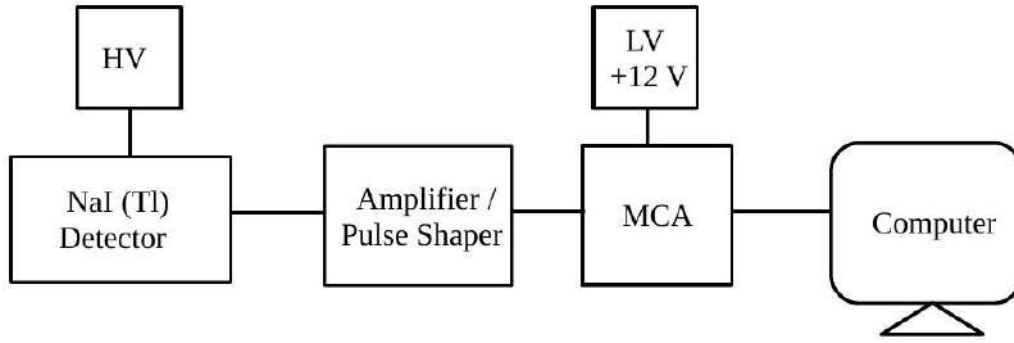 HV
LV
+12 V
NaI (Tl)
Detector
Amplifier /
Pulse Shaper
MCA
Computer